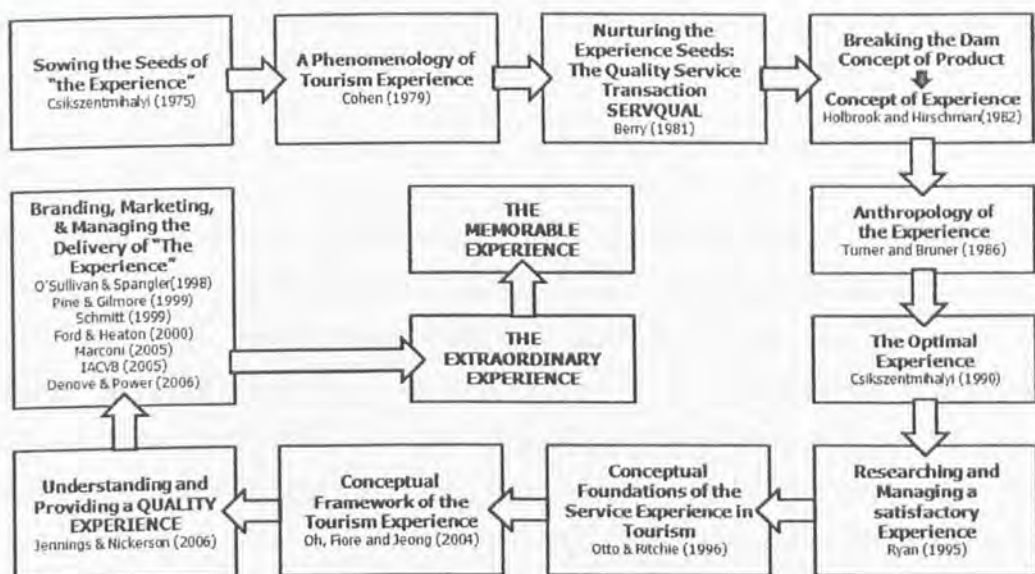 Sowing the Seeds of
"the Experience"
Csikszentmihalyi (1975)
A Phenomenology of
Tourism Experience
Cohen (1979)
Nurturing the
Experience Seeds:
The Quality Service
Transaction
SERVQUAL
Berry (1981)
Breaking the Dam
Concept of Product
Concept of Experience
Holbrook and Hirschman(1982)
Anthropology of
the Experience
Turner and Bruner (1986)
The Optimal
Experience
Csikszentmihalyi (1990)
Researching and
Managing a
satisfactory
Experience
Ryan (1995)
Conceptual
Foundations of the
Service Experience in
Tourism
Otto & Ritchie (1996)
Conceptual
Framework of the
Tourism Experience
Oh, Fiore and Jeong (2004)
Understanding and
Providing a QUALITY
EXPERIENCE
Jennings & Nickerson (2006)
Branding, Marketing,
& Managing the
Delivery of "The
Experience"
O'Sullivan & Spangler(1998)
Pine & Gilmore (1999)
Schmitt (1999)
Ford & Heaton (2000)
Marconi (2005)
IACVB (2005)
Denove & Power (2006)
THE
EXTRAORDINARY
EXPERIENCE
THE
MEMORABLE
EXPERIENCE